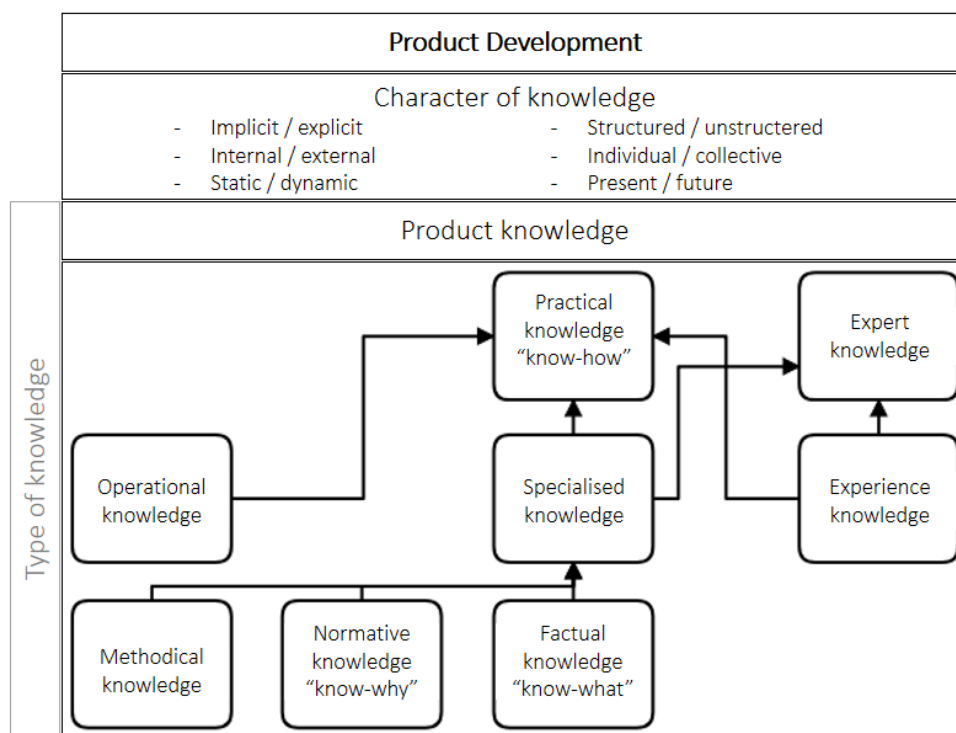 Product Development
Character of knowledge
- Implicit / explicit
- Structured / unstructered
- Internal / external
- Individual / collective
- Static / dynamic
- Present / future
Type of knowledge
Product knowledge
Practical
knowledge
“know-how”
Expert
knowledge
Operational
knowledge
Specialised
knowledge
Experience
knowledge
Methodical
knowledge
Normative
knowledge
“know-why”
Factual
knowledge
“know-what”